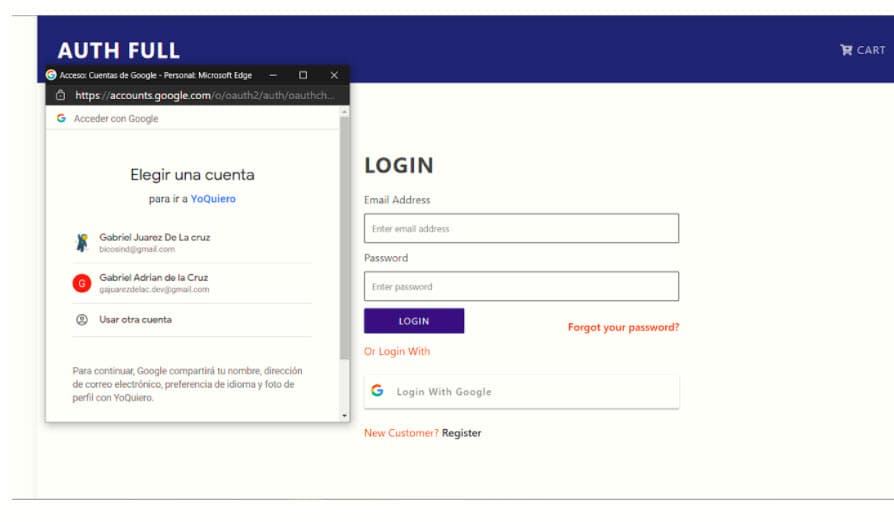 AUTH FULL
CART
Acceso: Cuentas de Google - Personal: Microsoft Edge
https://accounts.google.com/o/oauth2/auth/oauthch...
Acceder con Google
Elegir una cuenta
para ir a YoQuiero
Gabriel Juarez De La cruz
bicosind@gmail.com
G
Gabriel Adrian de la Cruz
gajuarezdelac.dev@gmail.com
Usar otra cuenta
Para continuar, Google compartirá tu nombre, dirección
de correo electrónico, preferencia de idioma y foto de
perfil con YoQuiero.
LOGIN
Email Address
Enter email address
Password
Enter password
LOGIN
Forgot your password?
Or Login With
Login With Google
New Customer? Register